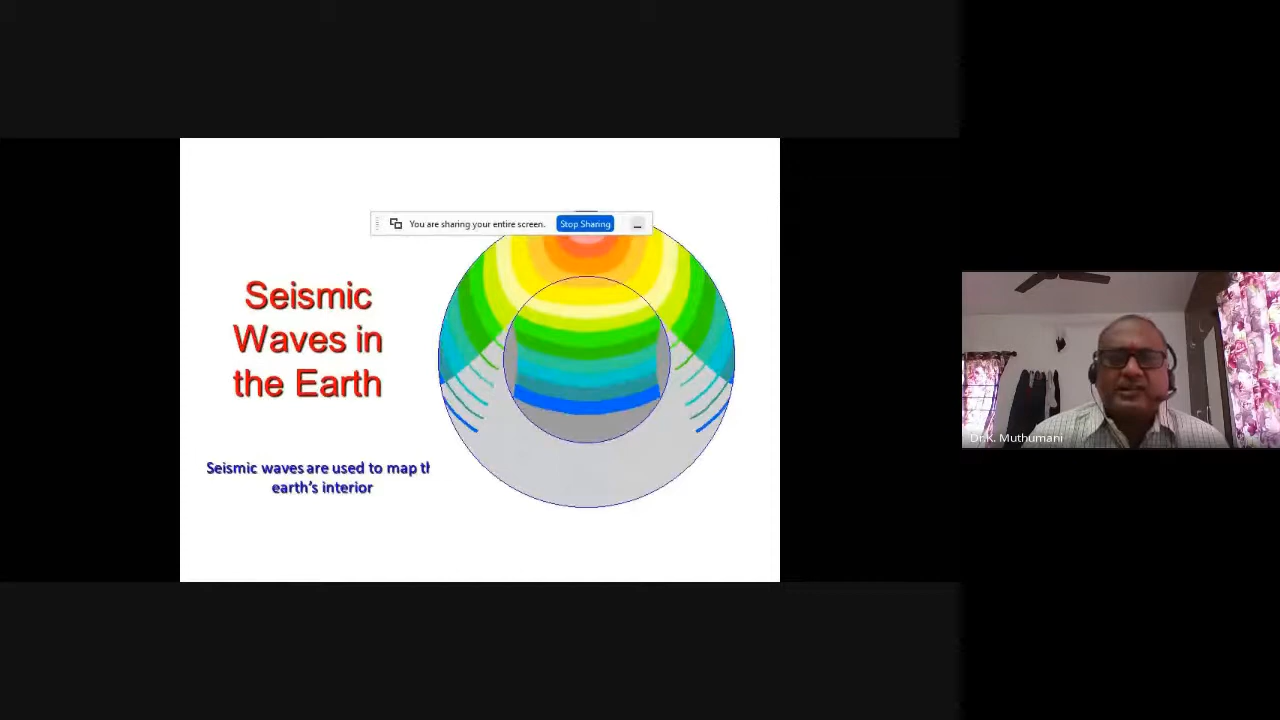 You are sharing your entire screen. Stop Sharing
Seismic
Waves in
the Earth
Seismic waves are used to map th
earth's interior
Dr.K. Muthumani